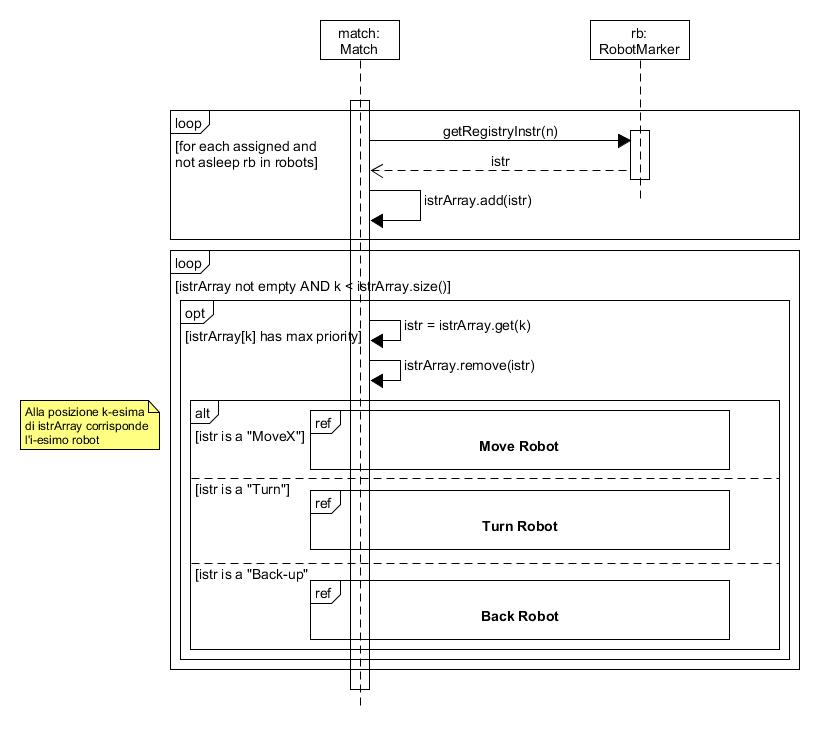 match:
Match
rb:
RobotMarker
loop
[for each assigned and
not asleep rb in robots]
getRegistryInstr(n)
istr
istrArray.add(istr)
loop
[istrArray not empty AND k < istrArray.size()]
opt
[istrArray[k] has max priority]
istr = istrArray.get(k)
istrArray.remove(istr)
Alla posizione k-esima
di istrArray corrisponde
l'i-esimo robot
alt
[istr is a "MoveX"]
ref
Move Robot
[istr is a "Turn"]
ref
Turn Robot
[istr is a "Back-up"
ref
Back Robot